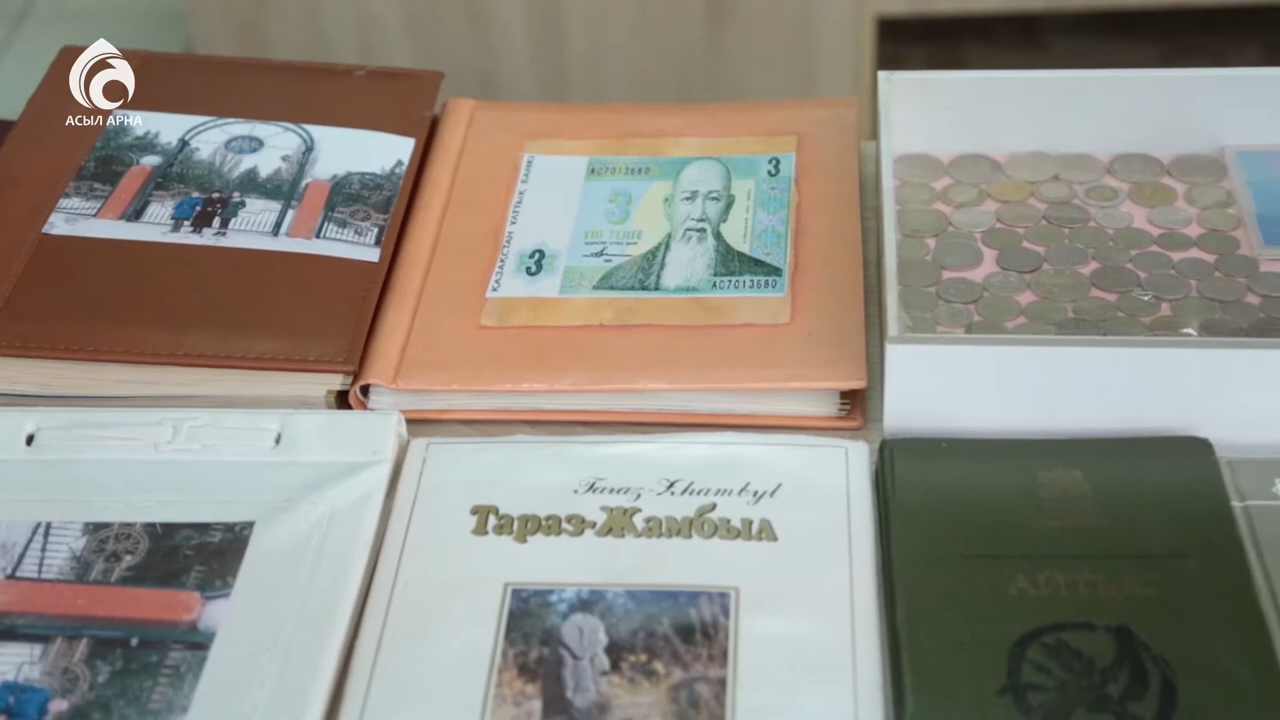 АСЫЛ АРНА
ҚАЗАҚСТАН ҰЛТТЫҚ БАНКІ
АС7013680
3
3
ҮШ ТЕҢГЕ
3
АС7013680
Taraz-Zhambyl
Тараз-Жамбыл
АЙТЫС